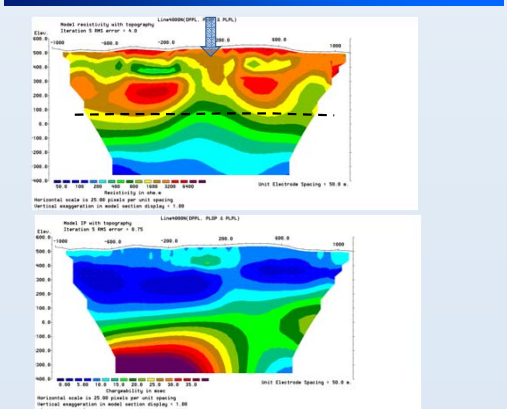 Line4000N(DPPL, PLDP & PLPL)
Model resistivity with topography
Iteration 5 RMS error = 4.0
Elev.
-1000 -600.0 -200.0 200.0 600.0 1000
600.0
500.0
400.0
300.0
200.0
100.0
0.0
-100.0
-200.0
-300.0
-400.0
50.0 100 200 400 800 1600 3200 6400
Resistivity in ohm.m
Unit Electrode Spacing = 50.0 m.
Horizontal scale is 25.00 pixels per unit spacing
Vertical exaggeration in model section display = 1.00
Line4000N(DPPL, PLDP & PLPL)
Model IP with topography
Iteration 5 RMS error = 0.75
Elev.
-1000 -600.0 -200.0 200.0 600.0 1000
600.0
500.0
400.0
300.0
200.0
100.0
0.0
-100.0
-200.0
-300.0
-400.0
0.00 5.00 10.0 15.0 20.0 25.0 30.0 35.0
Chargeability in msec
Unit Electrode Spacing = 50.0 m.
Horizontal scale is 25.00 pixels per unit spacing
Vertical exaggeration in model section display = 1.00